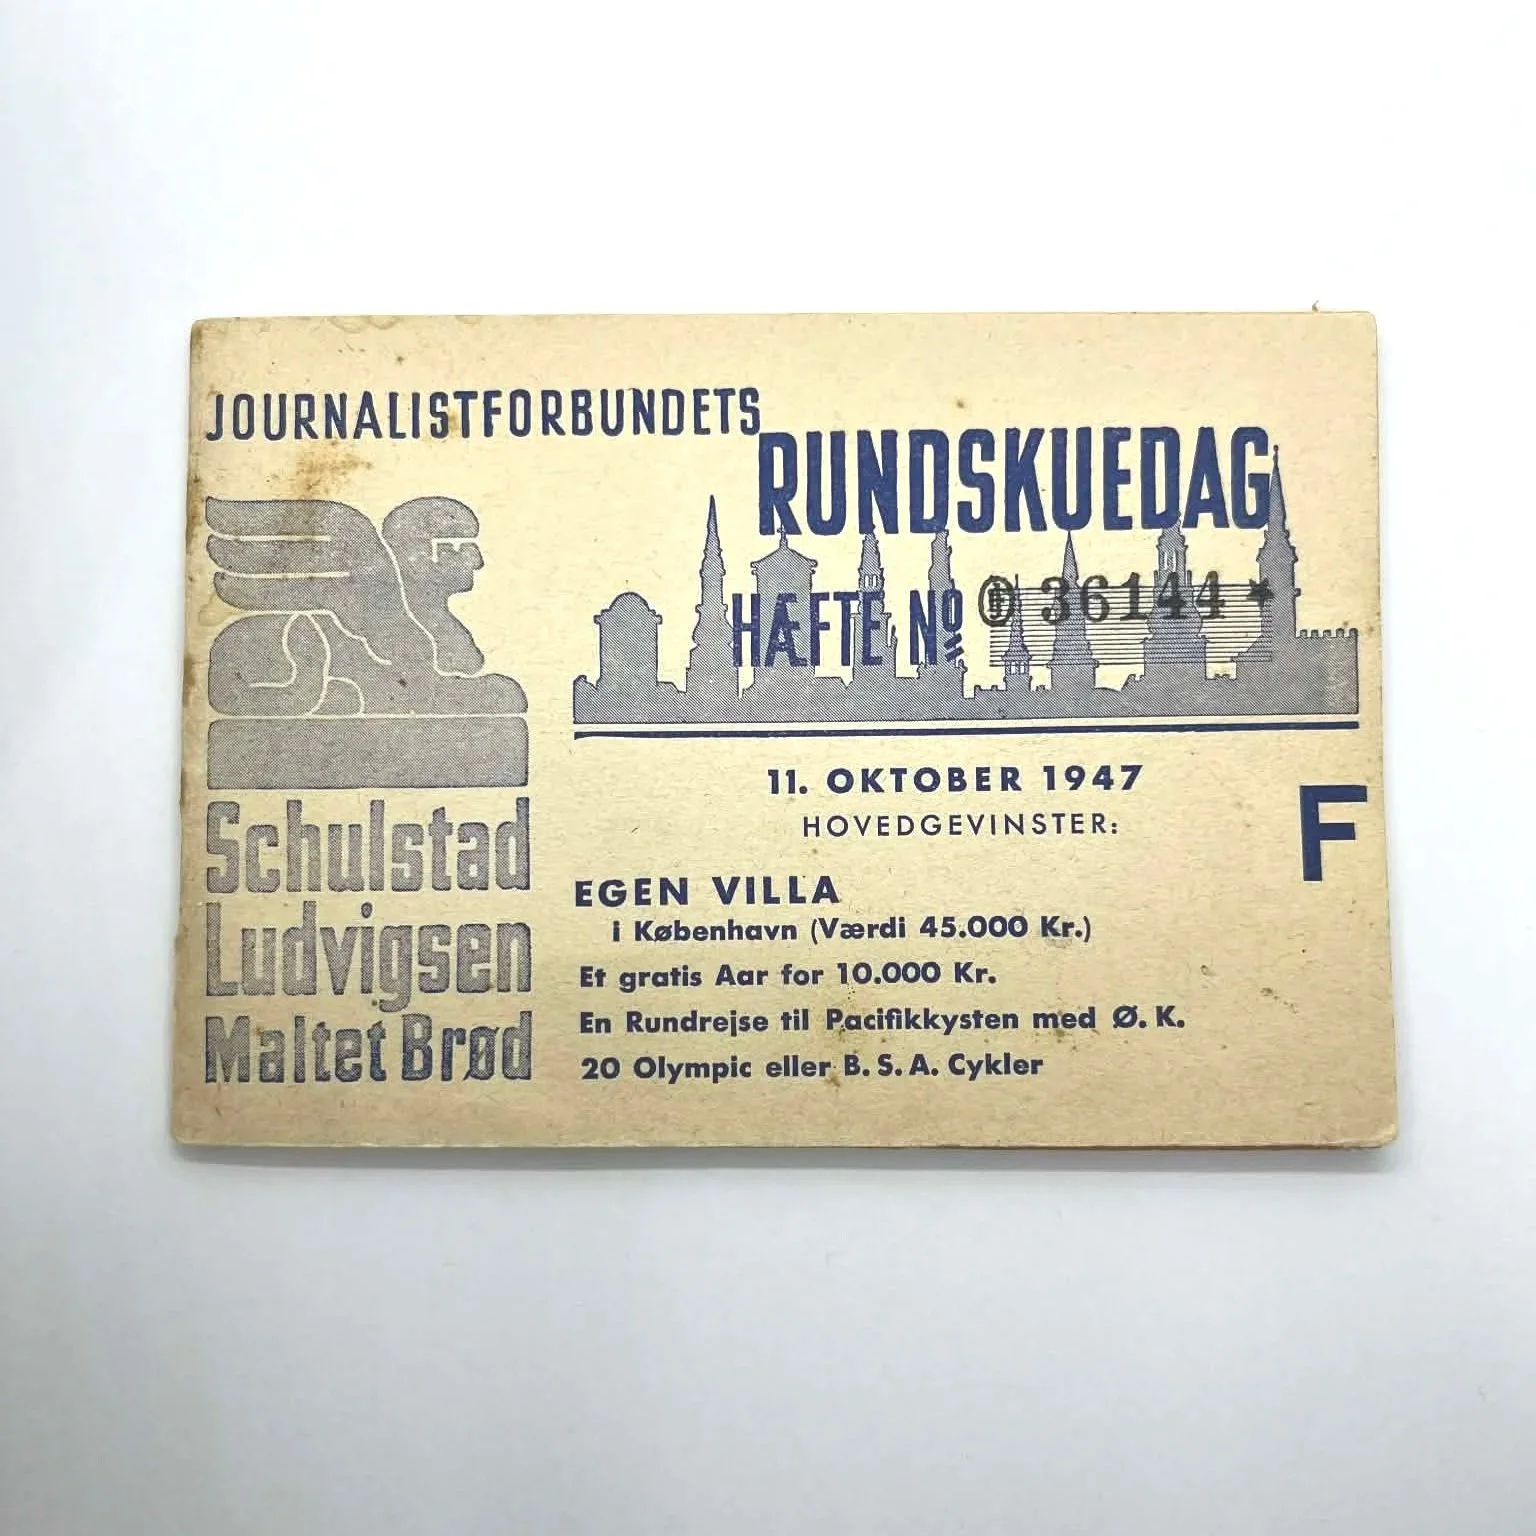 JOURNALISTFORBUNDETS
RUNDSKUEDAG
HÆFTE Nº 36144 *
11. OKTOBER 1947
HOVEDGEVINSTER:
F
EGEN VILLA
i København (Værdi 45.000 Kr.)
Et gratis Aar for 10.000 Kr.
En Rundrejse til Pacifikkysten med Ø. K.
20 Olympic eller B. S. A. Cykler
Schulstad
Ludvigsen
Maltet Brød